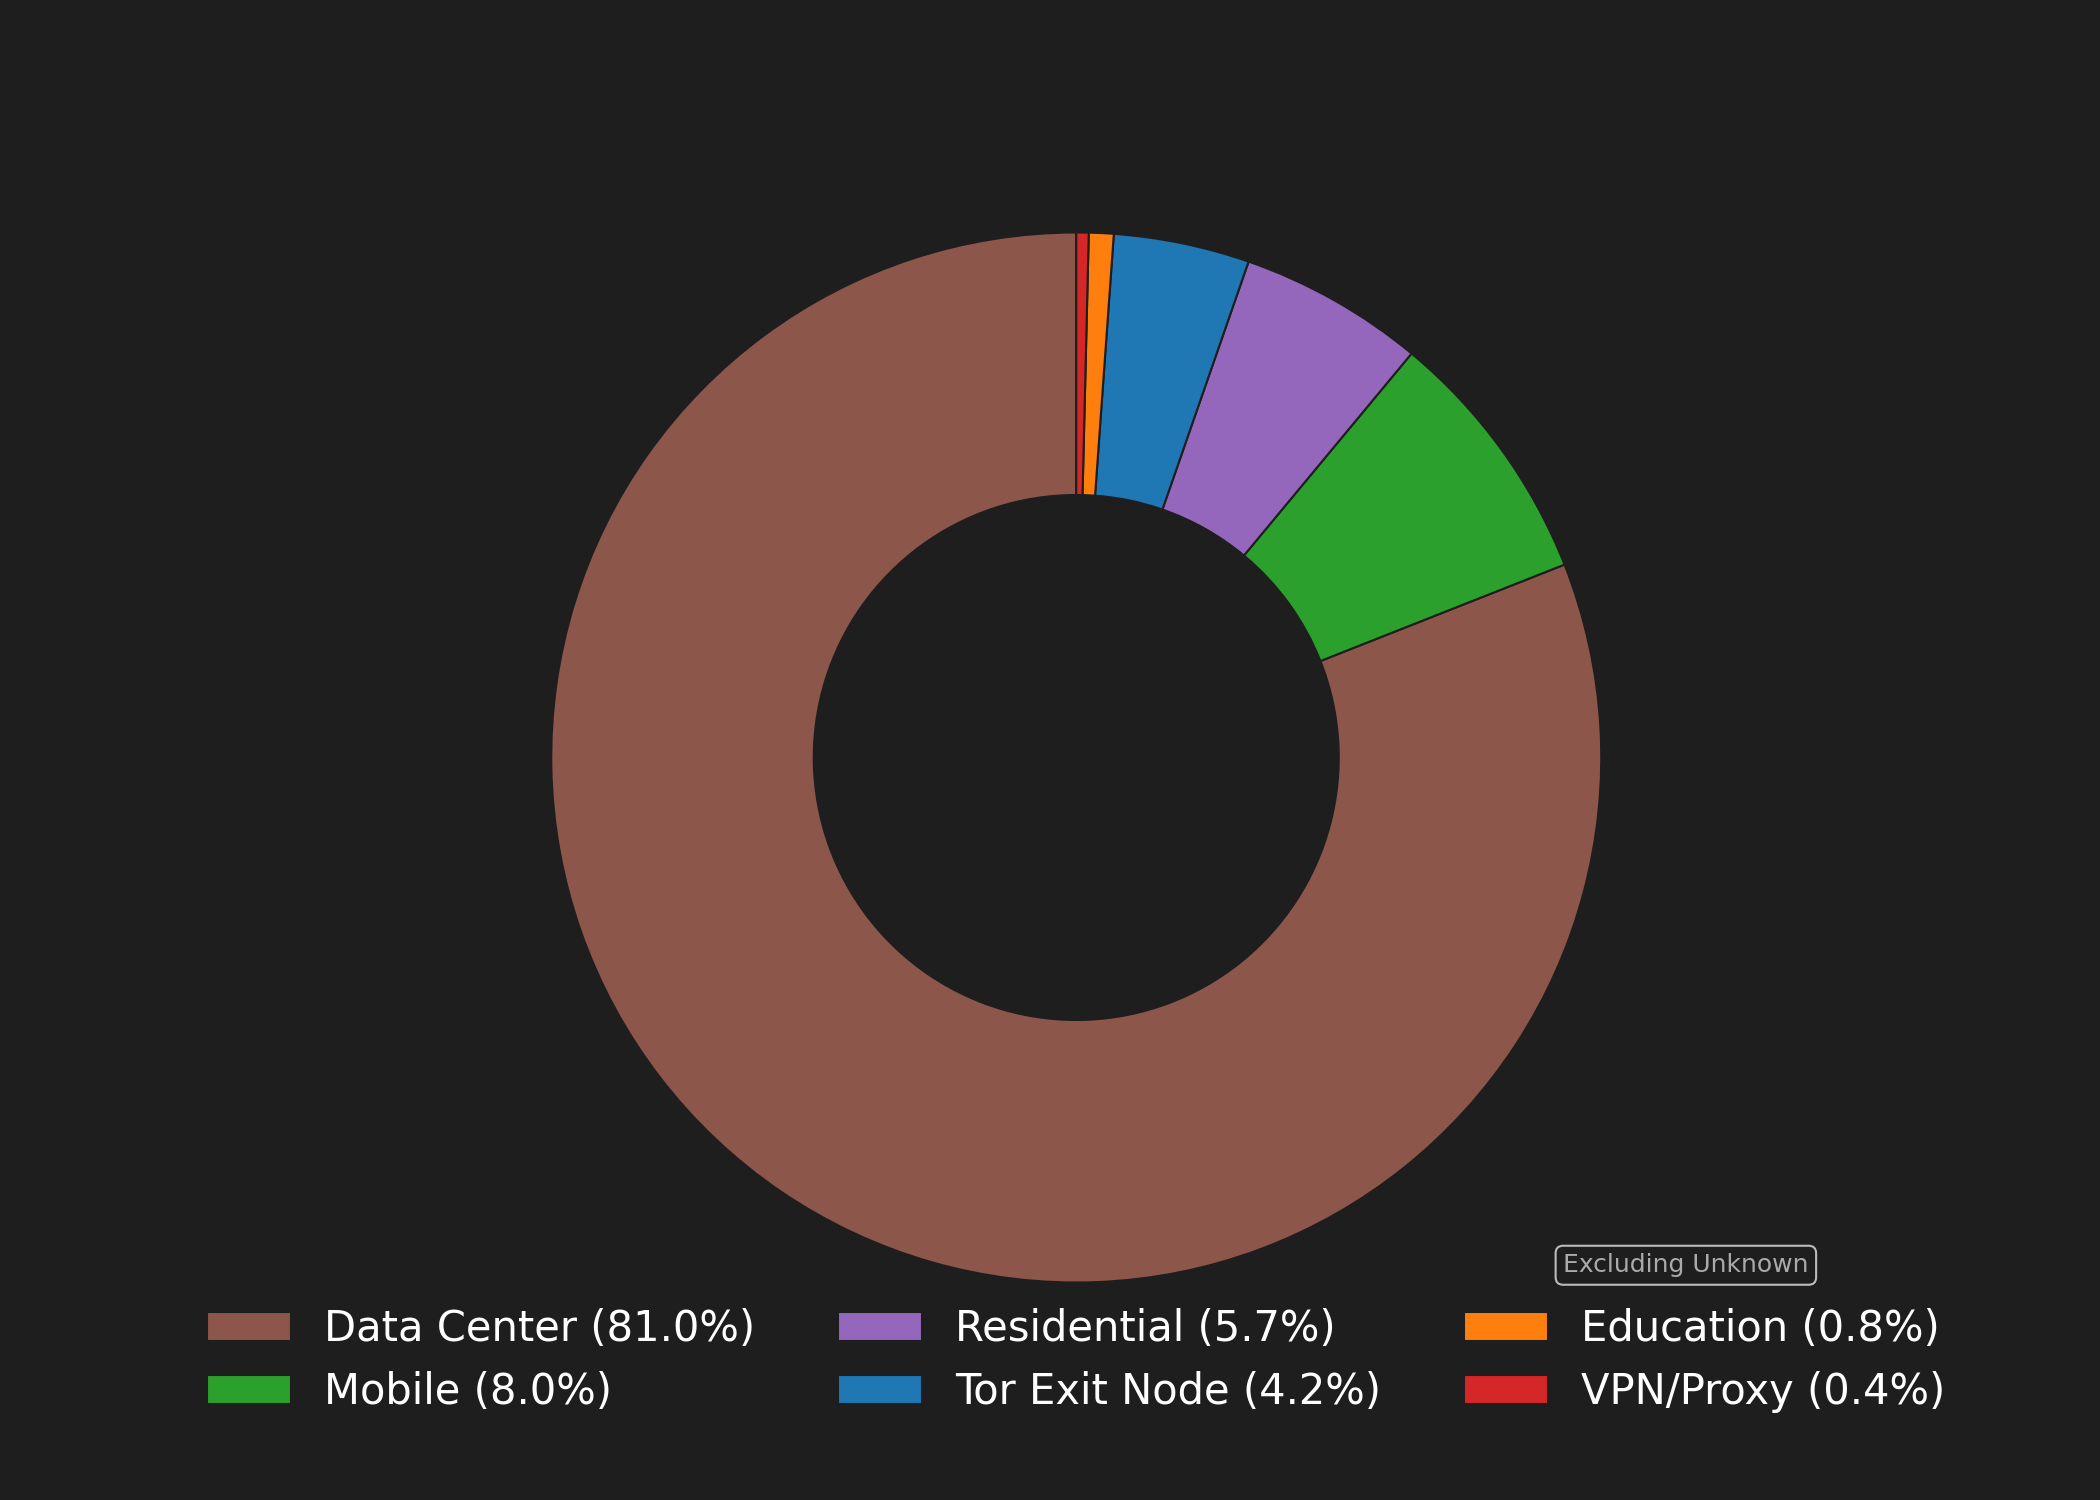 Excluding Unknown
Data Center (81.0%)
Mobile (8.0%)
Residential (5.7%)
Tor Exit Node (4.2%)
Education (0.8%)
VPN/Proxy (0.4%)